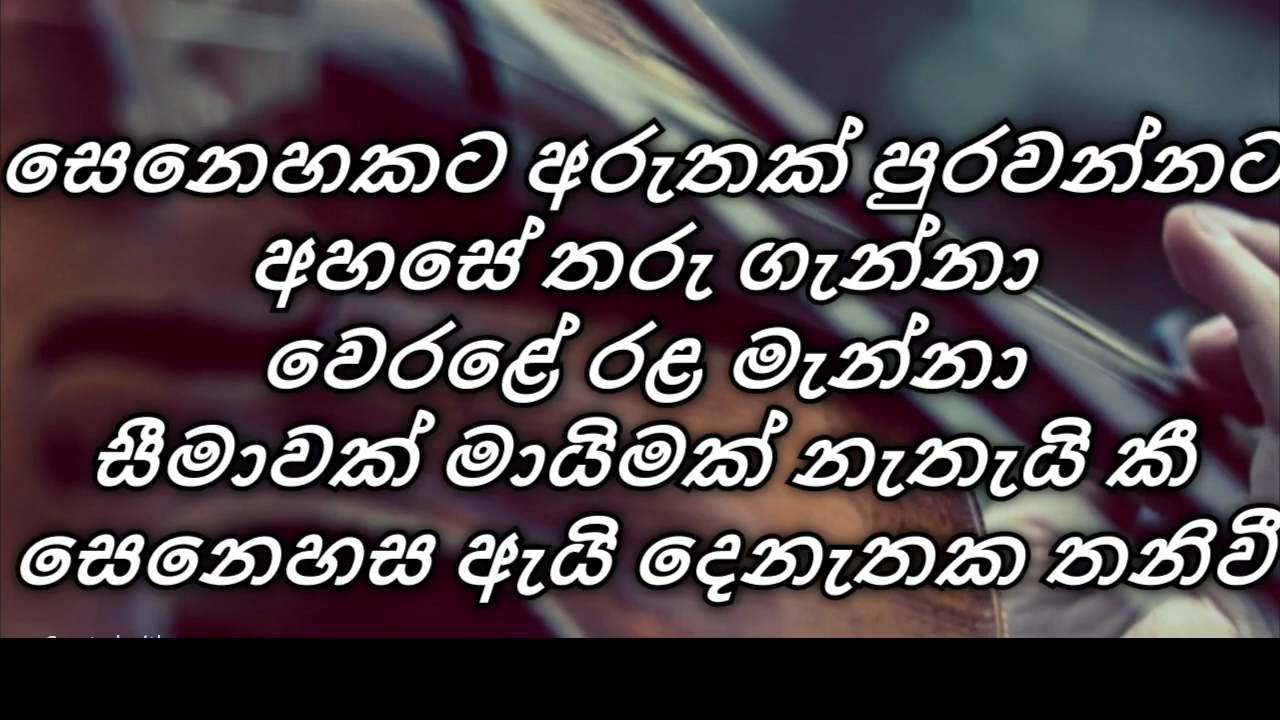 සෙනෙහකට අරුතක් පුරවන්නට
අහසේ තරු ගැන්නා
වෙරළේ රළ මැන්නා
සීමාවක් මායිමක් නැතැයි කී
සෙනෙහස ඇයි දෙනැතක තනිවී